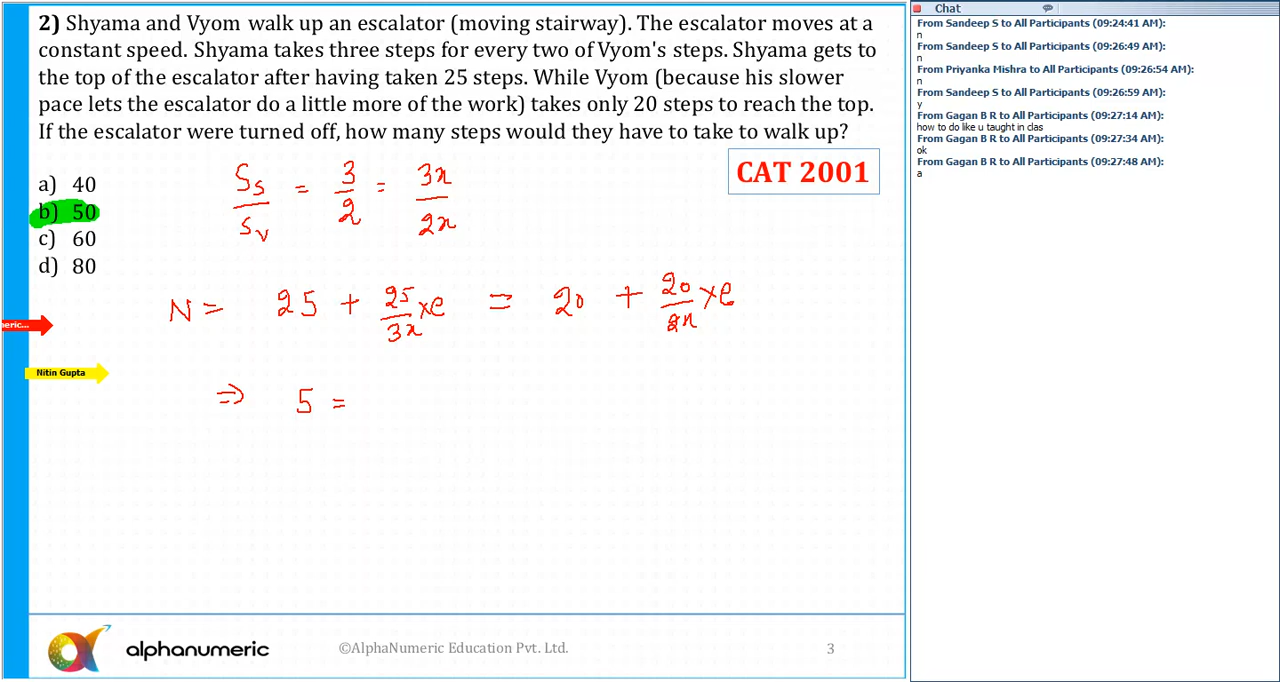 2) Shyama and Vyom walk up an escalator (moving stairway). The escalator moves at a
constant speed. Shyama takes three steps for every two of Vyom's steps. Shyama gets to
the top of the escalator after having taken 25 steps. While Vyom (because his slower
pace lets the escalator do a little more of the work) takes only 20 steps to reach the top.
If the escalator were turned off, how many steps would they have to take to walk up?
CAT 2001
a) 40
b) 50
c) 60
d) 80
S_S / S_V = 3/2 = 3x/2x
N = 25 + 25/3x × e = 20 + 20/2x × e
⇒ 5 =
eric...
Nitin Gupta
alphanumeric
©AlphaNumeric Education Pvt. Ltd.
3
Chat
From Sandeep S to All Participants (09:24:41 AM):
n
From Sandeep S to All Participants (09:26:49 AM):
n
From Priyanka Mishra to All Participants (09:26:54 AM):
n
From Sandeep S to All Participants (09:26:59 AM):
y
From Gagan B R to All Participants (09:27:14 AM):
how to do like u taught in clas
From Gagan B R to All Participants (09:27:34 AM):
ok
From Gagan B R to All Participants (09:27:48 AM):
a